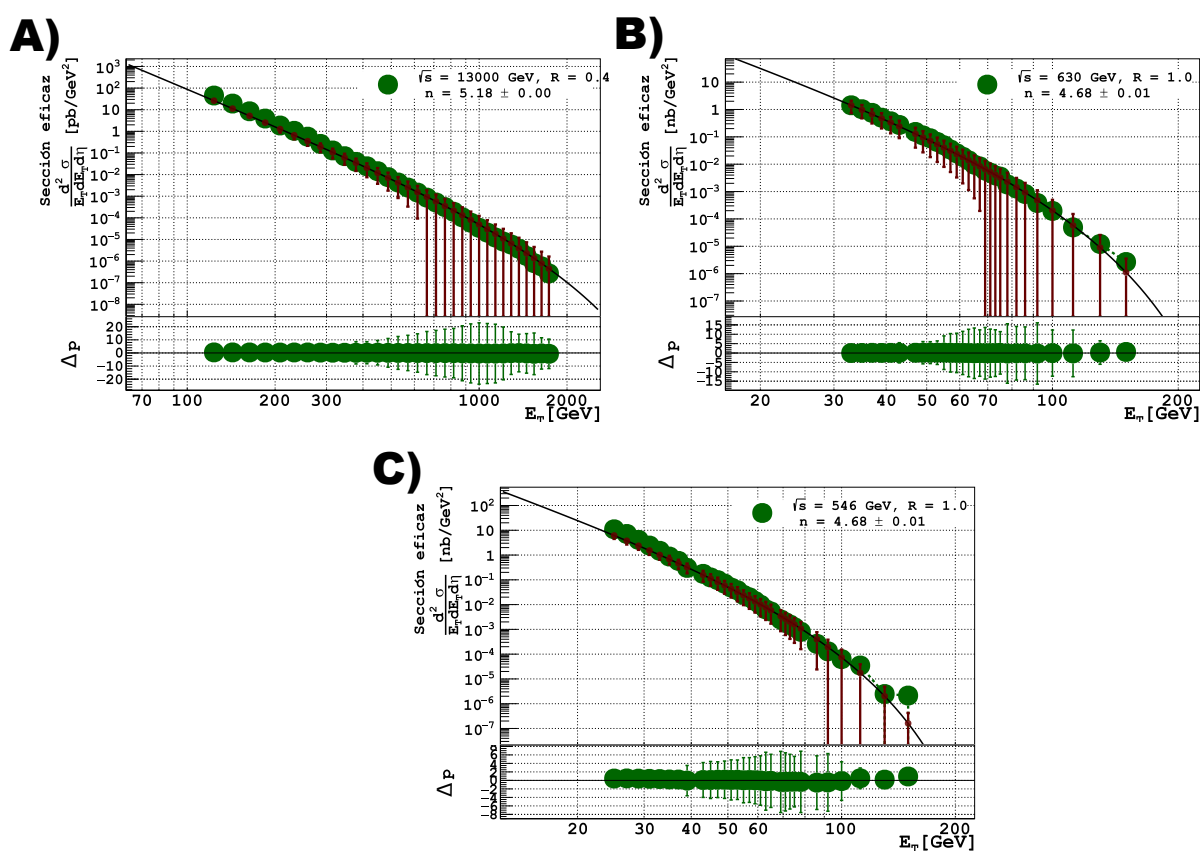 A)
Sección eficaz
d² σ
E_T dE_T dη
[pb/GeV²]
10³
10²
10
1
10⁻¹
10⁻²
10⁻³
10⁻⁴
10⁻⁵
10⁻⁶
10⁻⁷
10⁻⁸
√s = 13000 GeV, R = 0.4
n = 5.18 ± 0.00
Δp
20
10
0
−10
−20
70 100 200 300 1000 2000
E_T[GeV]
B)
Sección eficaz
d² σ
E_T dE_T dη
[nb/GeV²]
10
1
10⁻¹
10⁻²
10⁻³
10⁻⁴
10⁻⁵
10⁻⁶
10⁻⁷
√s = 630 GeV, R = 1.0
n = 4.68 ± 0.01
Δp
15
10
5
0
−5
−10
−15
20 30 40 50 60 70 100 200
E_T[GeV]
C)
Sección eficaz
d² σ
E_T dE_T dη
[nb/GeV²]
10²
10
1
10⁻¹
10⁻²
10⁻³
10⁻⁴
10⁻⁵
10⁻⁶
10⁻⁷
√s = 546 GeV, R = 1.0
n = 4.68 ± 0.01
Δp
8
6
4
2
0
−2
−4
−6
−8
20 30 40 50 60 100 200
E_T[GeV]